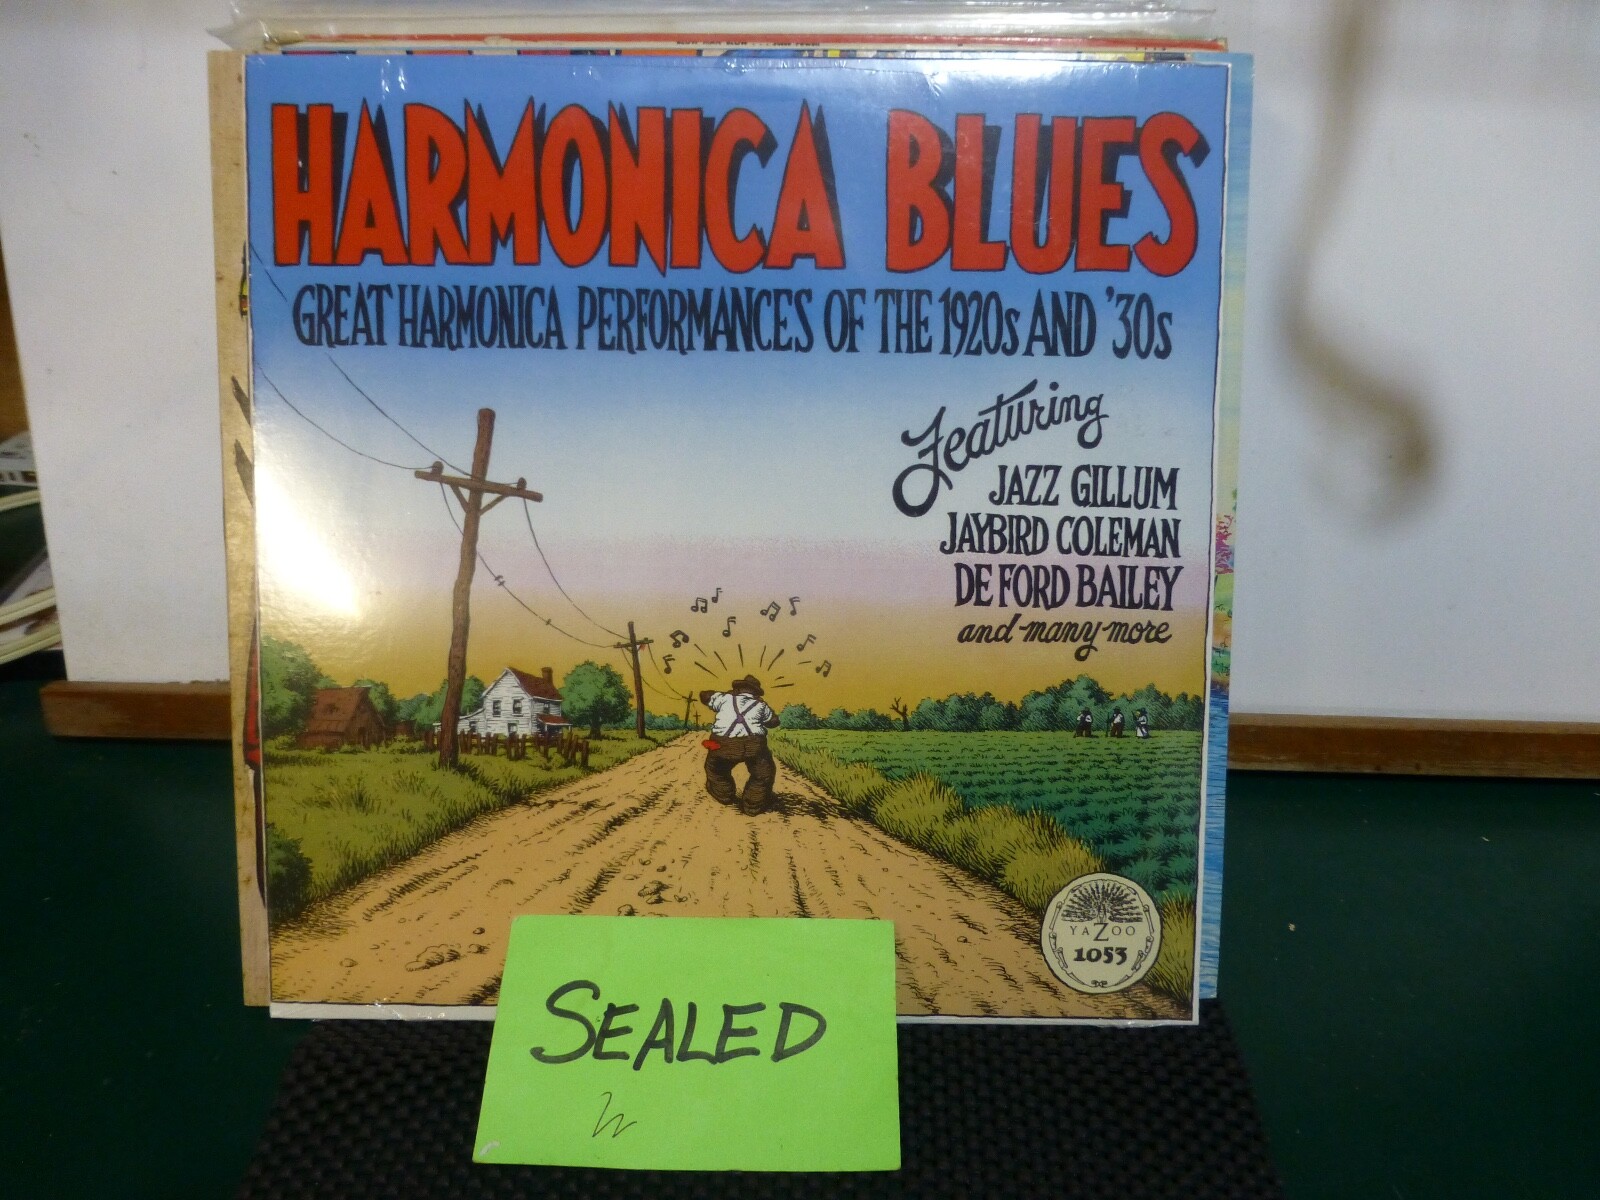 HARMONICA BLUES
GREAT HARMONICA PERFORMANCES OF THE 1920s AND '30s
Featuring
JAZZ GILLUM
JAYBIRD COLEMAN
DE FORD BAILEY
and many more
YAZOO
1053
SEALED